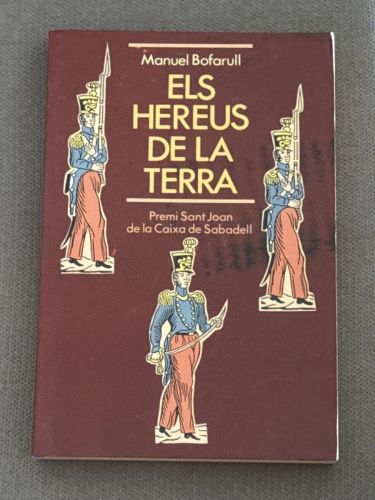 Manuel Bofarull
ELS
HEREUS
DE LA
TERRA
Premi Sant Joan
de la Caixa de Sabadell